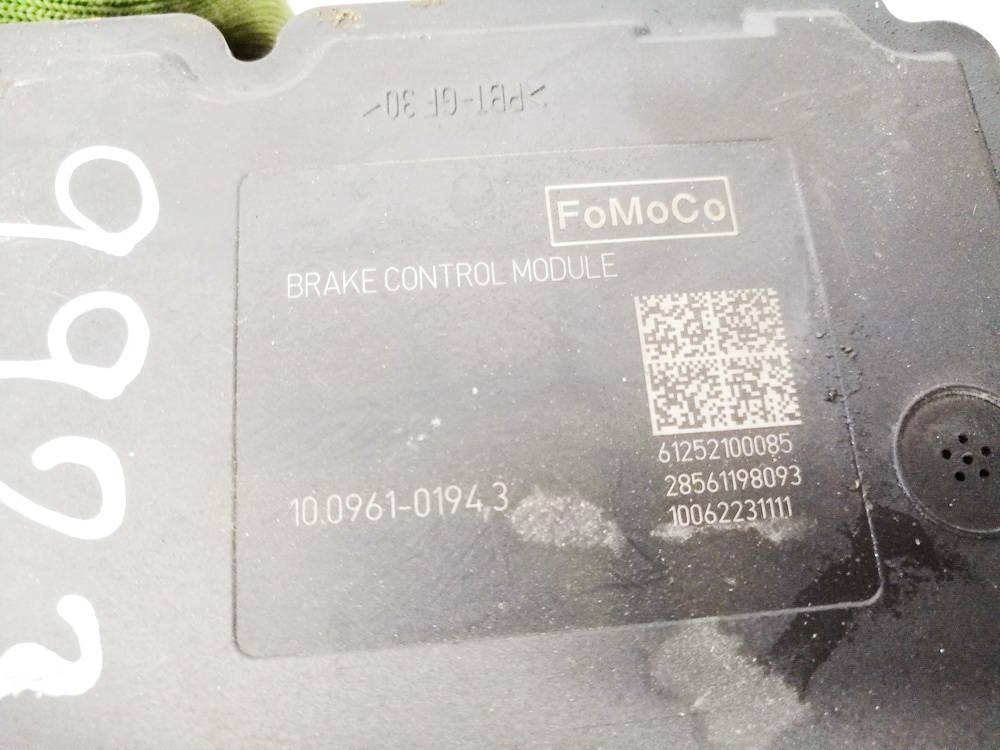 >PBT-GF30<
FoMoCo
BRAKE CONTROL MODULE
61252100085
28561198093
10062231111
10.0961-0194.3